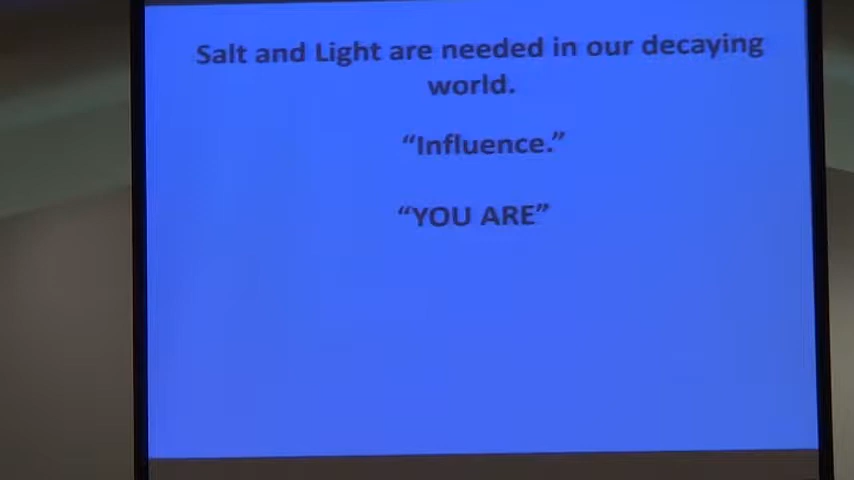 Salt and Light are needed in our decaying
world.
“Influence.”
“YOU ARE”